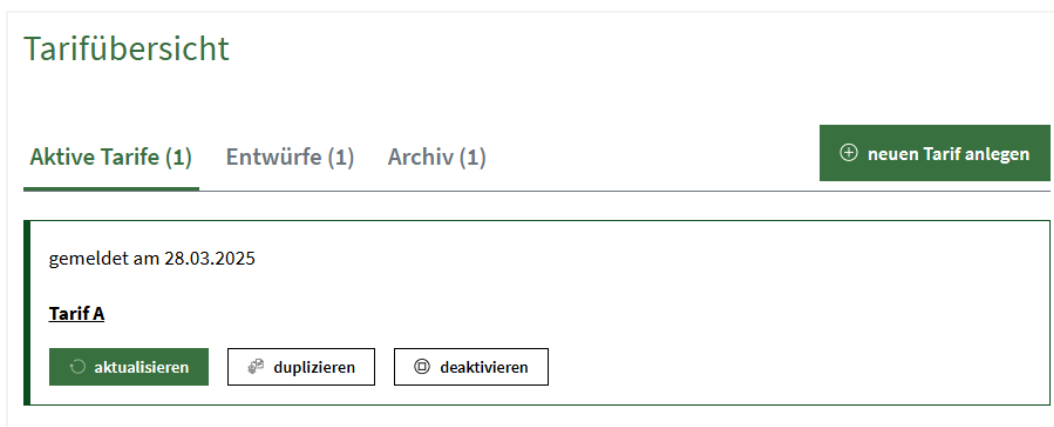 Tarifübersicht
Aktive Tarife (1) Entwürfe (1) Archiv (1) neuen Tarif anlegen
gemeldet am 28.03.2025
Tarif A
aktualisieren duplizieren deaktivieren